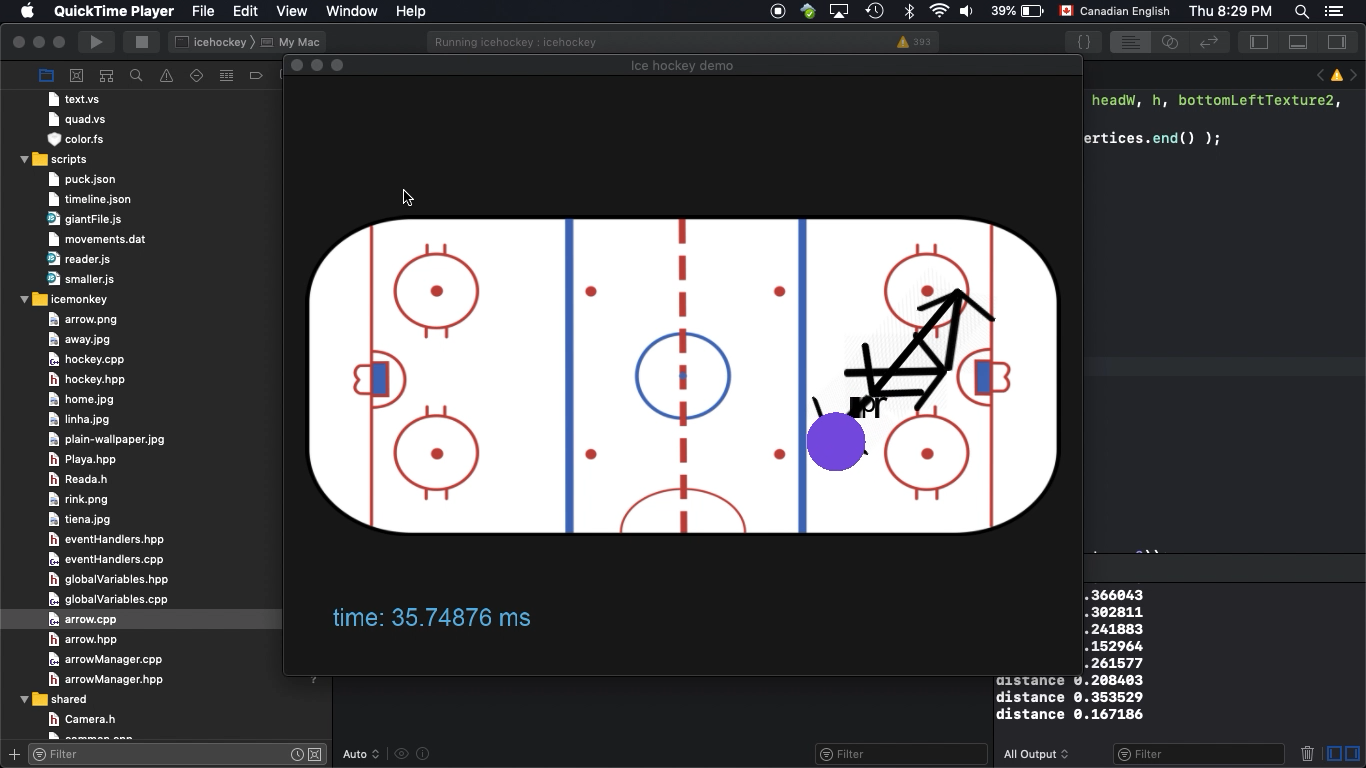 QuickTime Player File Edit View Window Help 39% Canadian English Thu 8:29 PM
icehockey My Mac Running icehockey : icehockey 393
Ice hockey demo
text.vs
quad.vs
color.fs
scripts
puck.json
timeline.json
giantFile.js
movements.dat
reader.js
smaller.js
icemonkey
arrow.png
away.jpg
hockey.cpp
hockey.hpp
home.jpg
linha.jpg
plain-wallpaper.jpg
Playa.hpp
Reada.h
rink.png
tiena.jpg
eventHandlers.hpp
eventHandlers.cpp
globalVariables.hpp
globalVariables.cpp
arrow.cpp
arrow.hpp
arrowManager.cpp
arrowManager.hpp ?
shared
Camera.h
headW, h, bottomLeftTexture2,
ertices.end() );
time: 35.74876 ms
.366043
.302811
.241883
.152964
.261577
distance 0.208403
distance 0.353529
distance 0.167186
Filter Auto Filter All Output Filter